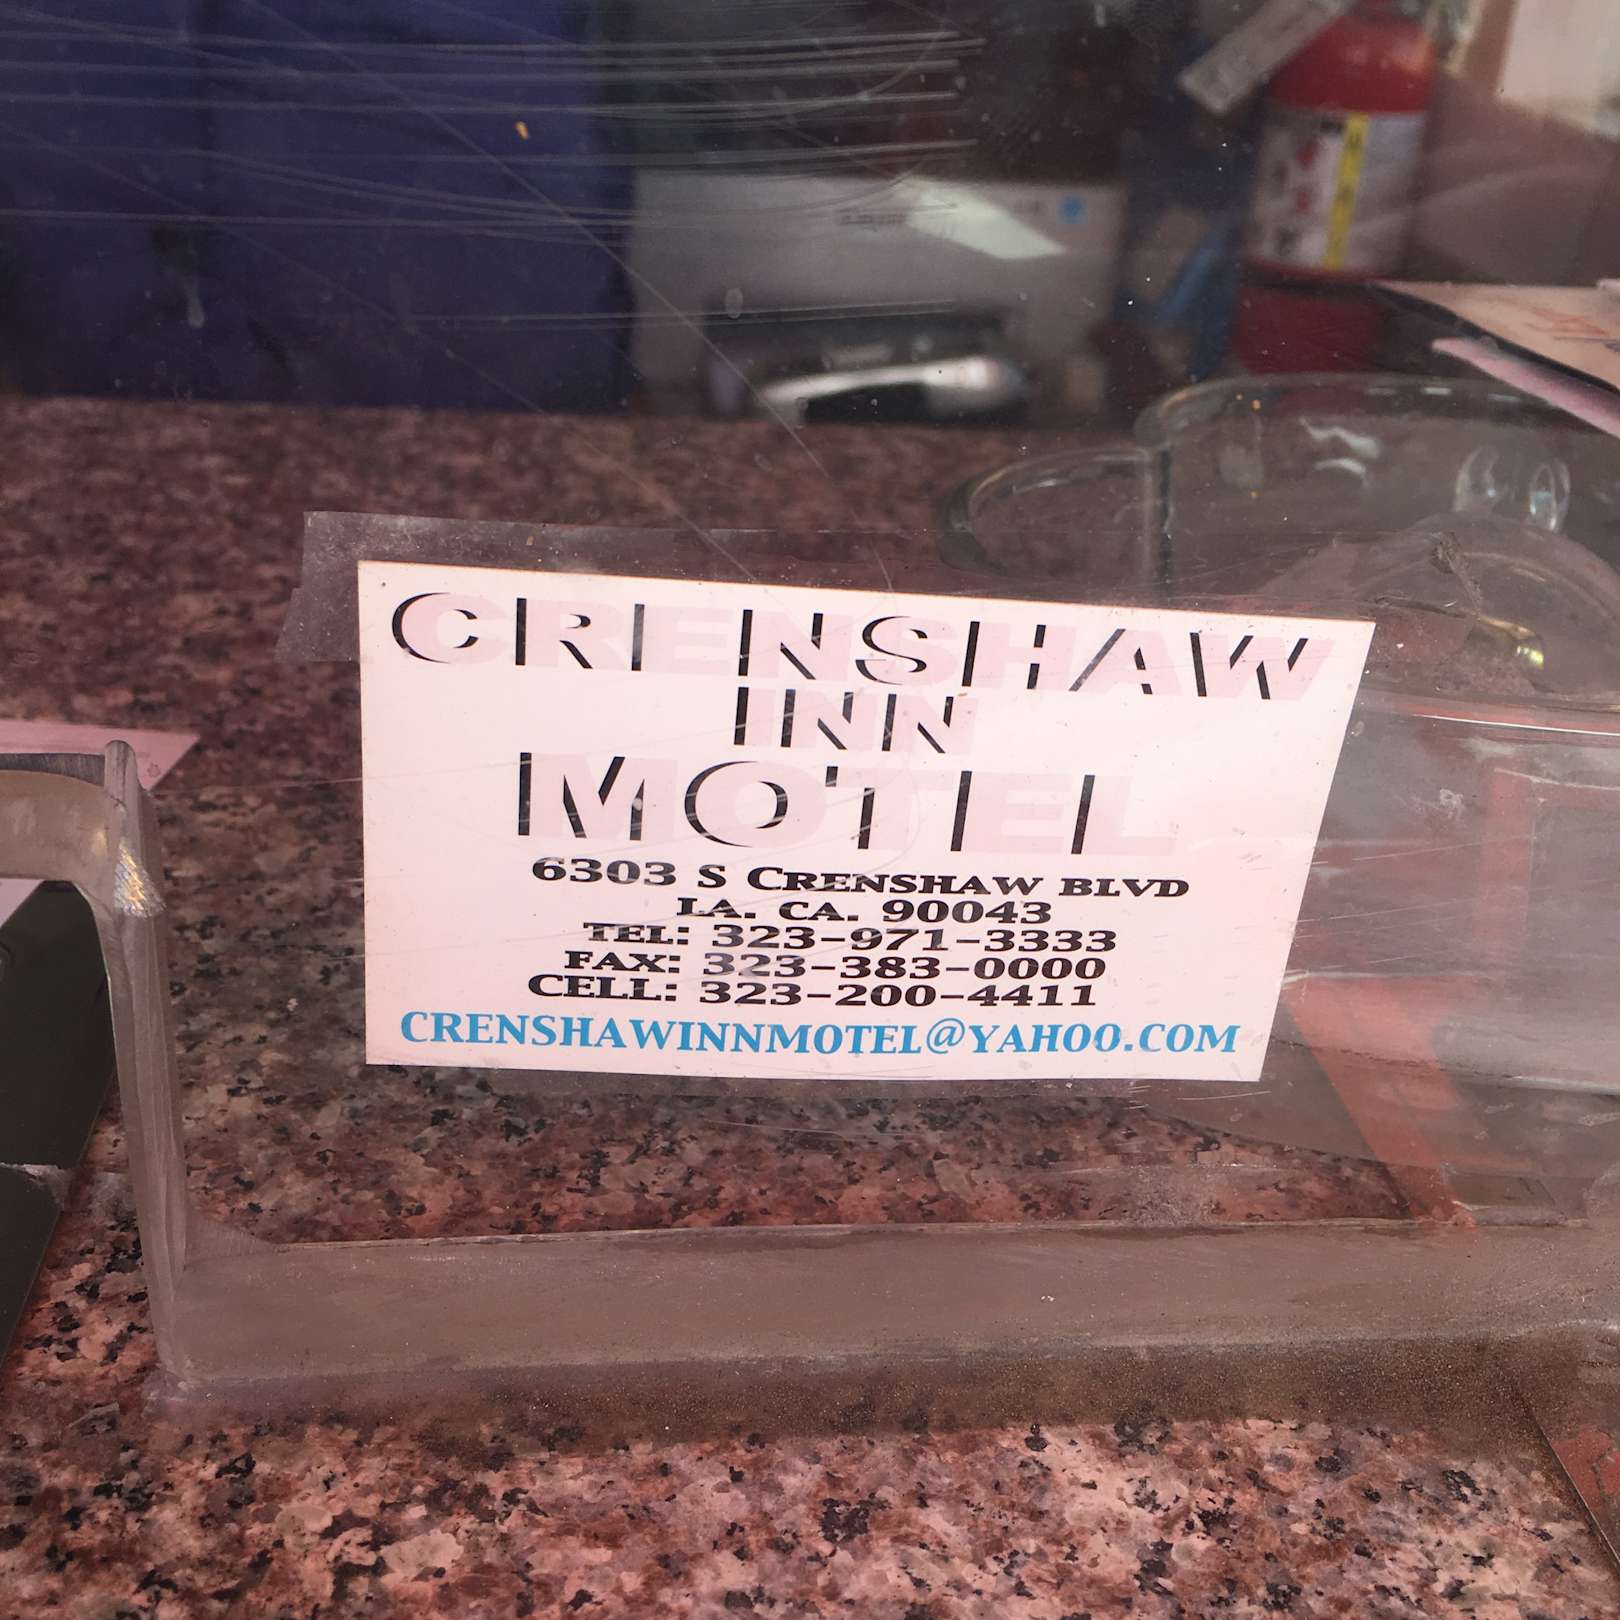 CRENSHAW
INN
MOTEL
6303 S CRENSHAW BLVD
LA. CA. 90043
TEL: 323-971-3333
FAX: 323-383-0000
CELL: 323-200-4411
CRENSHAWINNMOTEL@YAHOO.COM